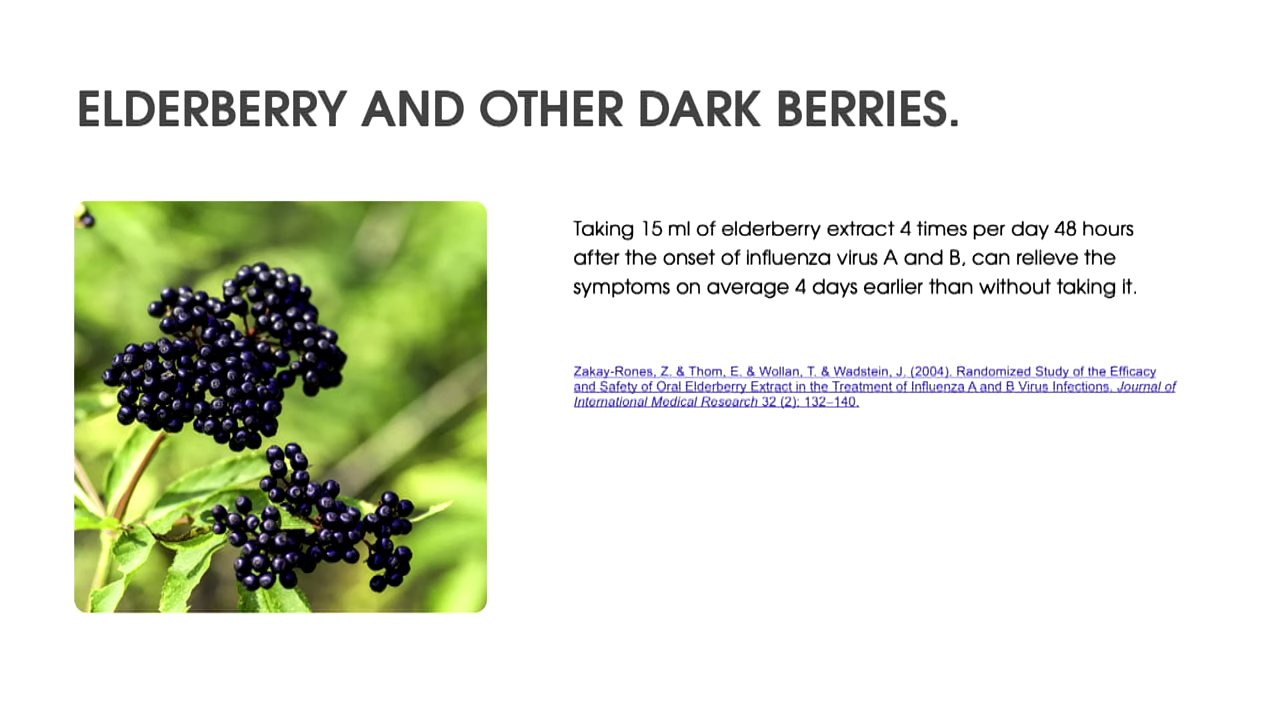 ELDERBERRY AND OTHER DARK BERRIES.
Taking 15 ml of elderberry extract 4 times per day 48 hours
after the onset of influenza virus A and B, can relieve the
symptoms on average 4 days earlier than without taking it.
Zakay-Rones, Z. & Thom, E. & Wollan, T. & Wadstein, J. (2004). Randomized Study of the Efficacy
and Safety of Oral Elderberry Extract in the Treatment of Influenza A and B Virus Infections. Journal of
International Medical Research 32 (2): 132–140.